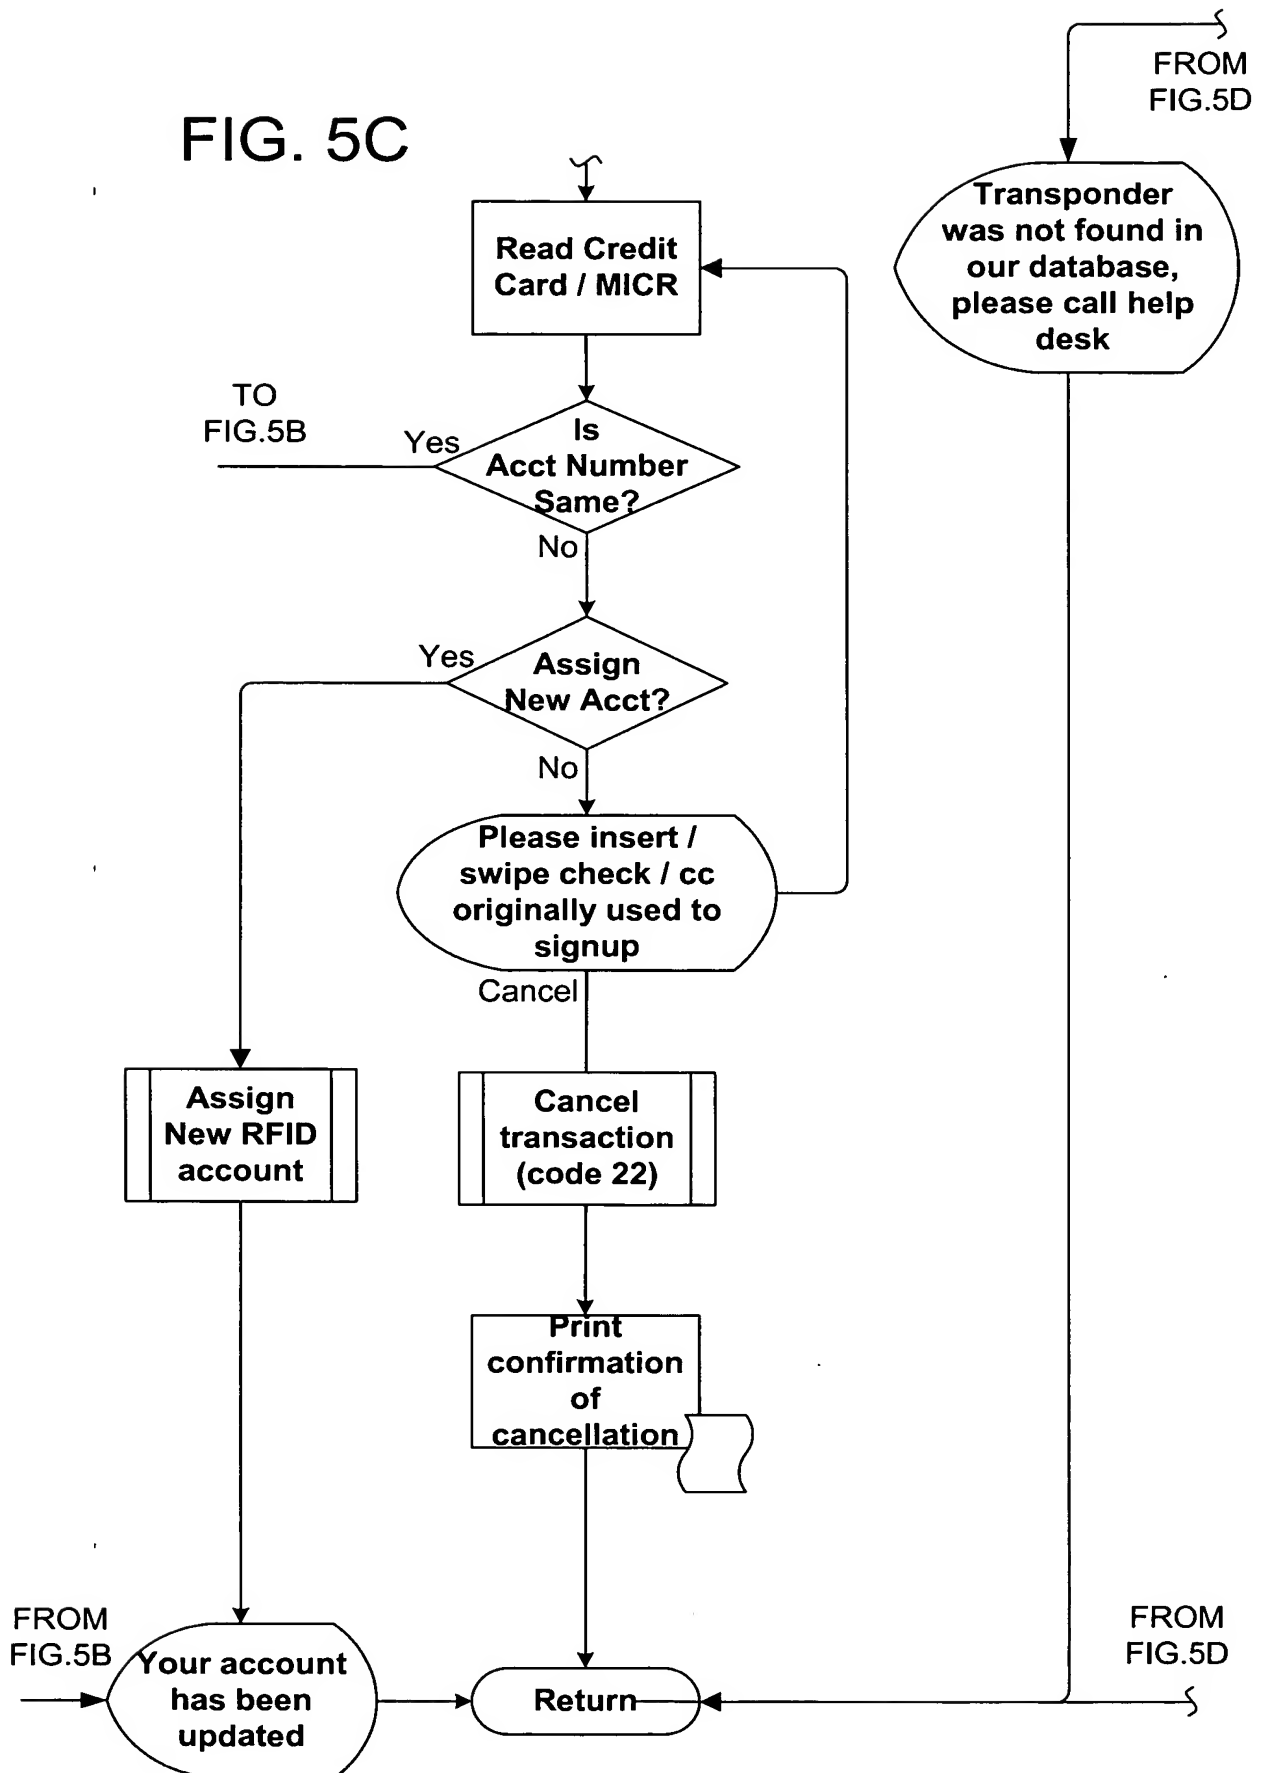 FROM
FIG.5D
FIG. 5C
Transponder
was not found in
our database,
please call help
desk
Read Credit
Card / MICR
TO
FIG.5B
Yes
Is
Acct Number
Same?
No
Yes
Assign
New Acct?
No
Please insert /
swipe check / cc
originally used to
signup
Cancel
Assign
New RFID
account
Cancel
transaction
(code 22)
Print
confirmation
of
cancellation
FROM
FIG.5B
Your account
has been
updated
Return
FROM
FIG.5D